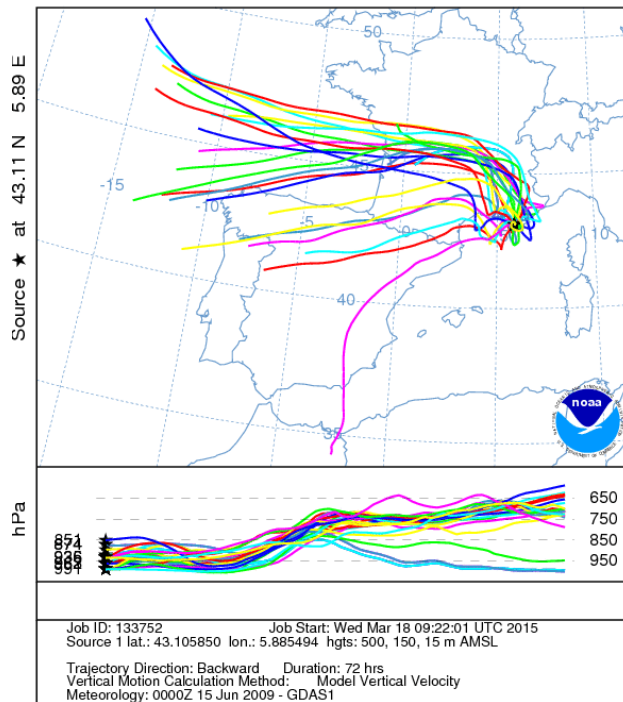 Source ★ at 43.11 N 5.89 E
50
-15
-10
-5
10
40
35
noaa
hPa
851
874
991
650
750
850
950
Job ID: 133752 Job Start: Wed Mar 18 09:22:01 UTC 2015
Source 1 lat.: 43.105850 lon.: 5.885494 hgts: 500, 150, 15 m AMSL
Trajectory Direction: Backward Duration: 72 hrs
Vertical Motion Calculation Method: Model Vertical Velocity
Meteorology: 0000Z 15 Jun 2009 - GDAS1